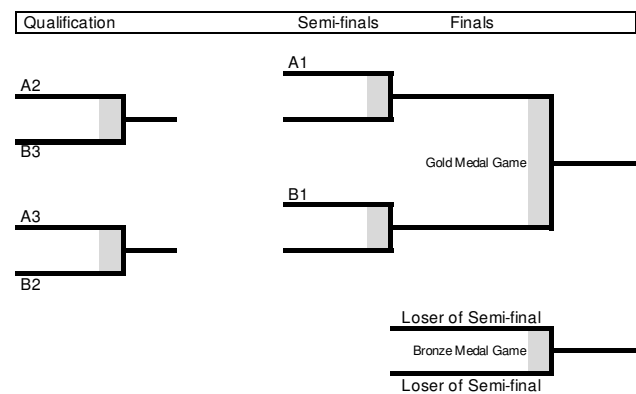 Qualification Semi-finals Finals
A2
B3
A3
B2
A1
B1
Gold Medal Game
Loser of Semi-final
Bronze Medal Game
Loser of Semi-final